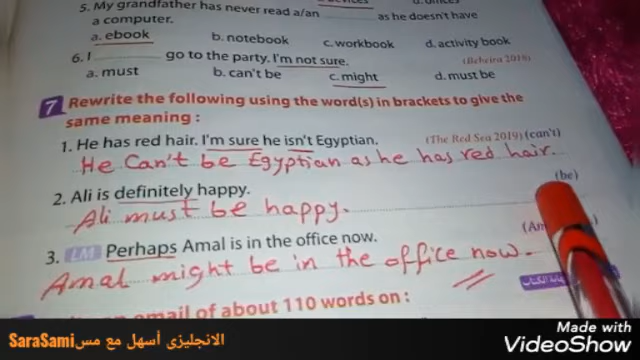 5. My grandfather has never read a/an ________ as he doesn't have
a computer.
a. ebook b. notebook c. workbook d. activity book
6. I ________ go to the party. I'm not sure. (Beheira 2018)
a. must b. can't be c. might d. must be
7 Rewrite the following using the word(s) in brackets to give the
same meaning :
1. He has red hair. I'm sure he isn't Egyptian. (The Red Sea 2019) (can't)
He Can't be Egyptian as he has red hair.
2. Ali is definitely happy. (be)
Ali must be happy.
3. LM Perhaps Amal is in the office now. (Am
Amal might be in the office now.
email of about 110 words on :
SaraSami الانجليزى أسهل مع مس
Made with
VideoShow